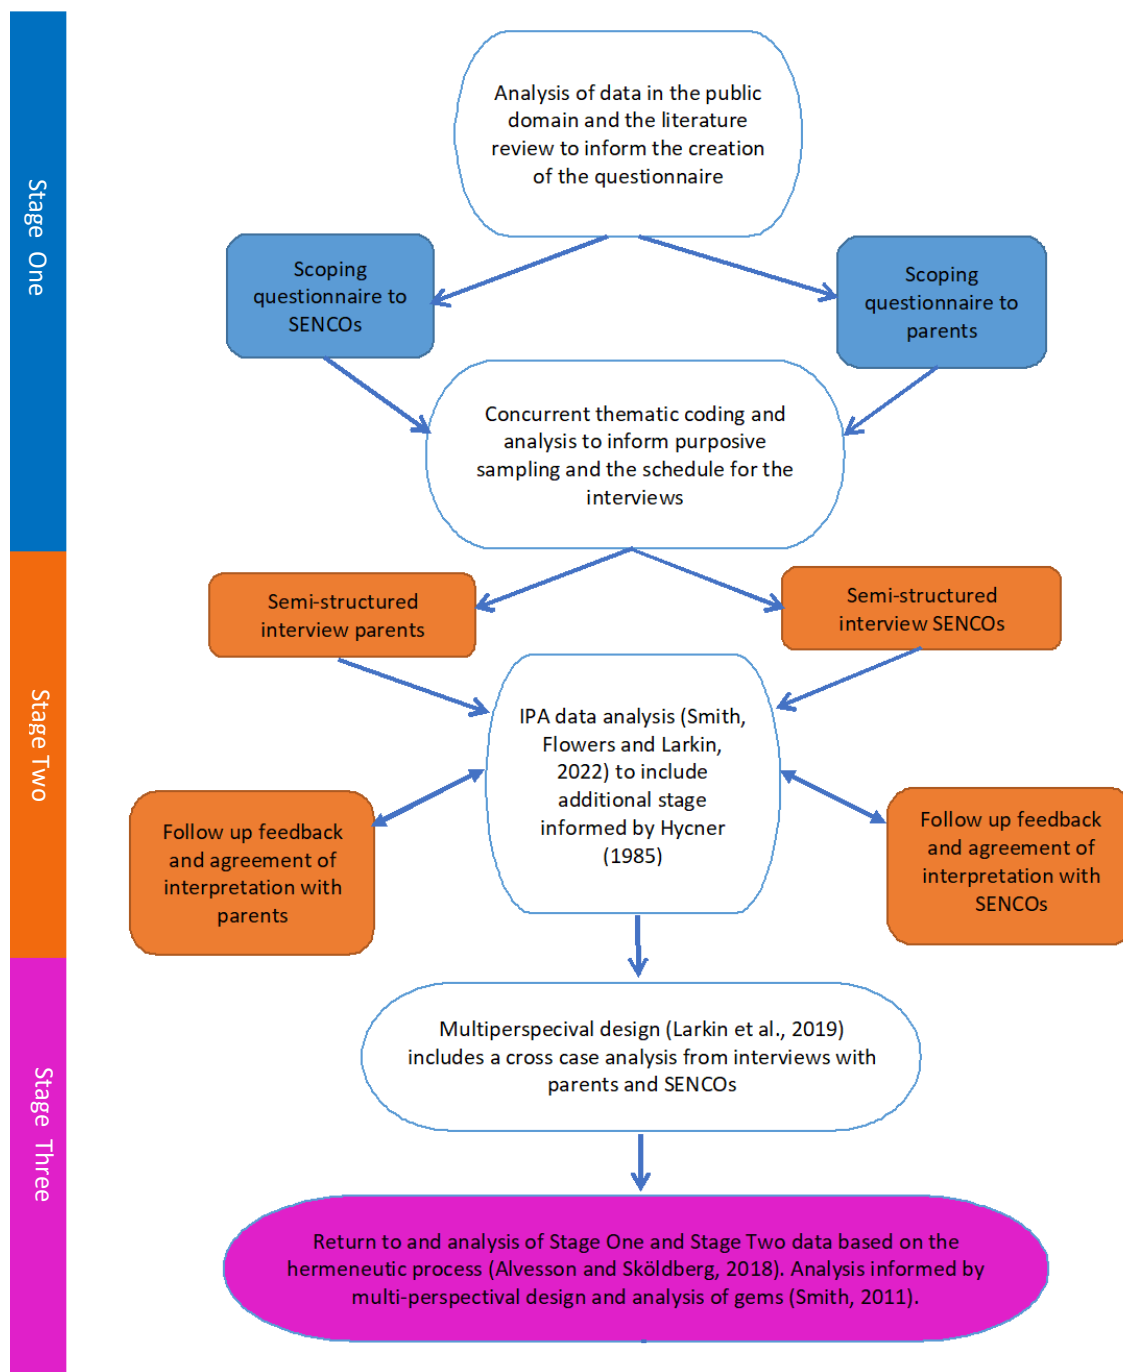 Stage One
Analysis of data in the public
domain and the literature
review to inform the creation
of the questionnaire
Scoping
questionnaire to
SENCOs
Scoping
questionnaire to
parents
Concurrent thematic coding and
analysis to inform purposive
sampling and the schedule for the
interviews
Stage Two
Semi-structured
interview parents
Semi-structured
interview SENCOs
IPA data analysis (Smith,
Flowers and Larkin,
2022) to include
additional stage
informed by Hycner
(1985)
Follow up feedback
and agreement of
interpretation with
parents
Follow up feedback
and agreement of
interpretation with
SENCOs
Stage Three
Multiperspecival design (Larkin et al., 2019)
includes a cross case analysis from interviews with
parents and SENCOs
Return to and analysis of Stage One and Stage Two data based on the
hermeneutic process (Alvesson and Sköldberg, 2018). Analysis informed by
multi-perspectival design and analysis of gems (Smith, 2011).